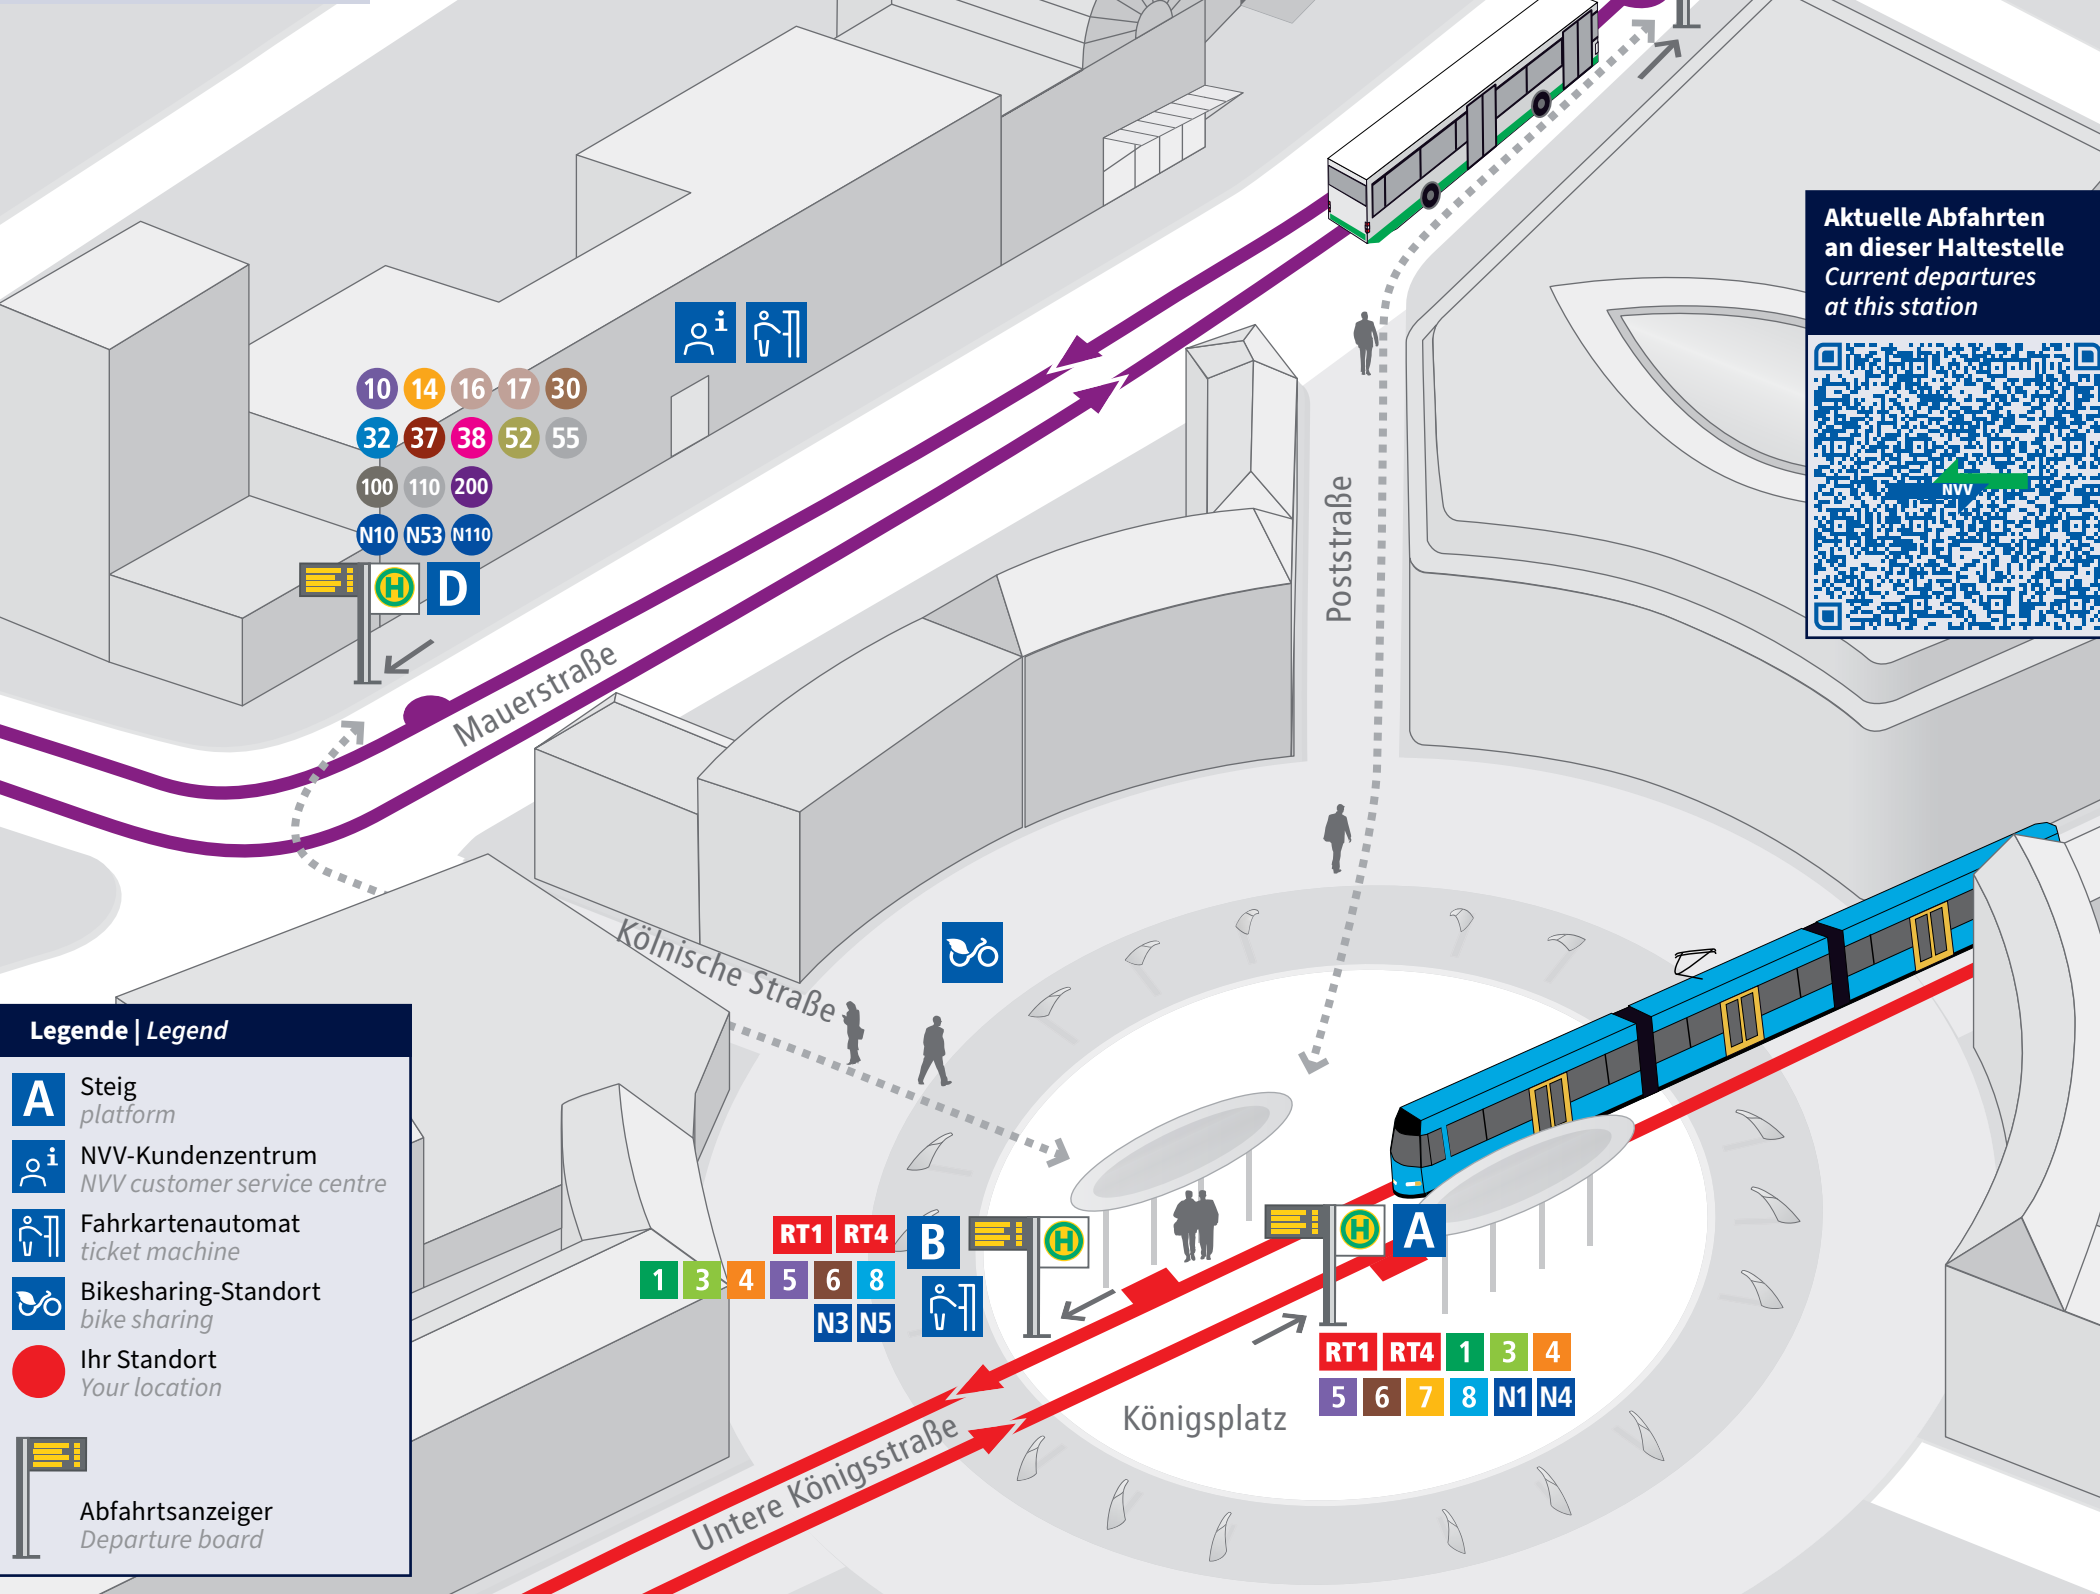 Aktuelle Abfahrten
an dieser Haltestelle
Current departures
at this station
NVV
10 14 16 17 30
32 37 38 52 55
100 110 200
N10 N53 N110
H D
Mauerstraße
Poststraße
Kölnische Straße
Legende | Legend
A Steig
platform
i NVV-Kundenzentrum
NVV customer service centre
Fahrkartenautomat
ticket machine
Bikesharing-Standort
bike sharing
Ihr Standort
Your location
Abfahrtsanzeiger
Departure board
RT1 RT4 B H
1 3 4 5 6 8
N3 N5
H A
RT1 RT4 1 3 4
5 6 7 8 N1 N4
Königsplatz
Untere Königsstraße
i